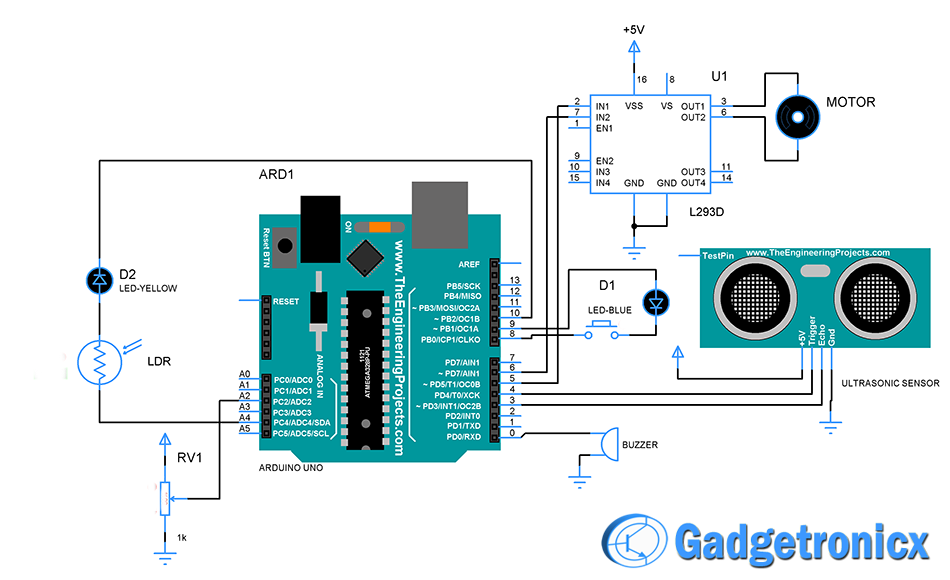 +5V
16
8
U1
2 IN1 VSS VS OUT1 3
7 IN2 OUT2 6
1 EN1
MOTOR
9 EN2
10 IN3 OUT3 11
15 IN4 GND GND OUT4 14
L293D
ARD1
Reset BTN
ON
www.TheEngineeringProjects.com
RESET
ANALOG IN
1121
ATMEGA328P-PU
AREF
PB5/SCK 13
PB4/MISO 12
~ PB3/MOSI/OC2A 11
~ PB2/OC1B 10
~ PB1/OC1A 9
PB0/ICP1/CLKO 8
PD7/AIN1 7
~ PD7/AIN1 6
~ PD5/T1/OC0B 5
PD4/T0/XCK 4
~ PD3/INT1/OC2B 3
PD2/INT0 2
PD1/TXD 1
PD0/RXD 0
A0 PC0/ADC0
A1 PC1/ADC1
A2 PC2/ADC2
A3 PC3/ADC3
A4 PC4/ADC4/SDA
A5 PC5/ADC5/SCL
ARDUINO UNO
D2
LED-YELLOW
LDR
RV1
1k
D1
LED-BLUE
TestPin
www.TheEngineeringProjects.com
+5V
Trigger
Echo
Gnd
ULTRASONIC SENSOR
BUZZER
Gadgetronicx